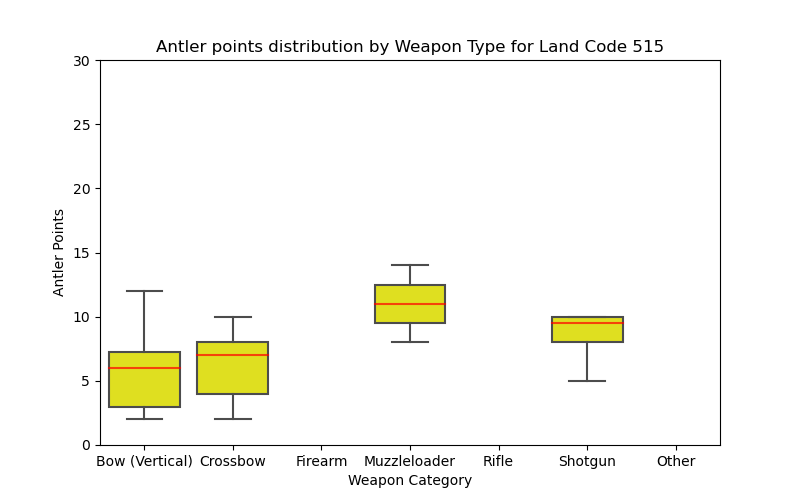 Antler points distribution by Weapon Type for Land Code 515
30
25
20
15
10
5
0
Antler Points
Bow (Vertical) Crossbow Firearm Muzzleloader Rifle Shotgun Other
Weapon Category